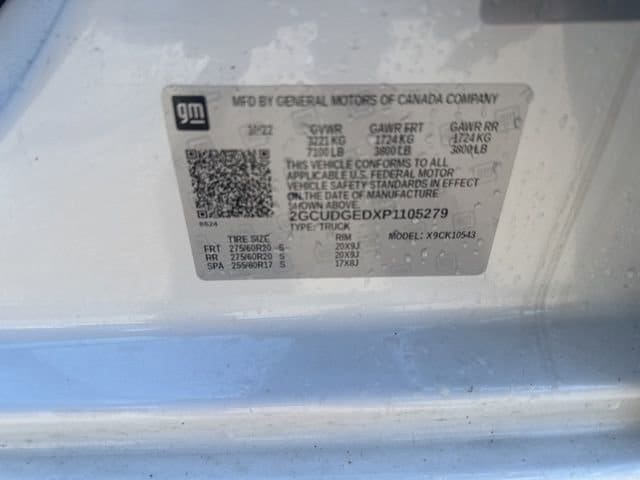 gm MFD BY GENERAL MOTORS OF CANADA COMPANY
10/22 GVWR GAWR FRT GAWR RR
3221 KG 1724 KG 1724 KG
7100 LB 3800 LB 3800 LB
THIS VEHICLE CONFORMS TO ALL
APPLICABLE U.S. FEDERAL MOTOR
VEHICLE SAFETY STANDARDS IN EFFECT
ON THE DATE OF MANUFACTURE
SHOWN ABOVE.
2GCUDGEDXP1105279
8624 TYPE: TRUCK
TIRE SIZE RIM MODEL: X9CK10543
FRT 275/60R20 S 20X9J
RR 275/60R20 S 20X9J
SPA 255/80R17 S 17X8J